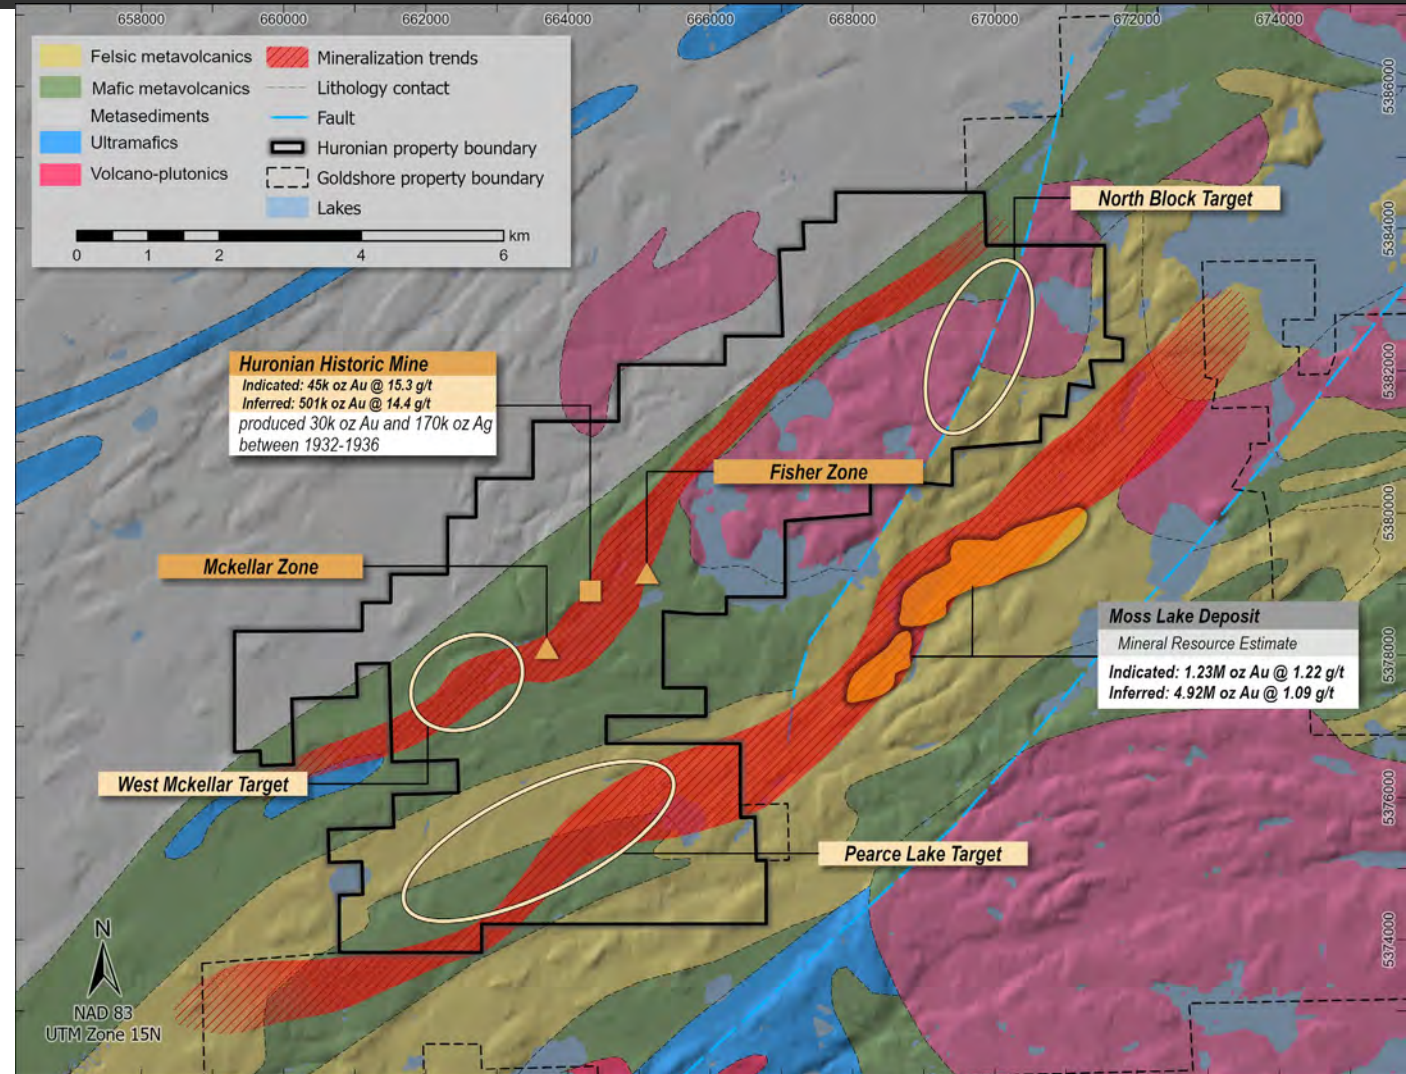 658000
660000
662000
664000
666000
668000
670000
672000
674000
Felsic metavolcanics
Mafic metavolcanics
Metasediments
Ultramafics
Volcano-plutonics
Mineralization trends
Lithology contact
Fault
Huronian property boundary
Goldshore property boundary
Lakes
km
0
1
2
4
6
5386000
5384000
5382000
5380000
5378000
5376000
5374000
North Block Target
Huronian Historic Mine
Indicated: 45k oz Au @ 15.3 g/t
Inferred: 501k oz Au @ 14.4 g/t
produced 30k oz Au and 170k oz Ag
between 1932-1936
Fisher Zone
Mckellar Zone
Moss Lake Deposit
Mineral Resource Estimate
Indicated: 1.23M oz Au @ 1.22 g/t
Inferred: 4.92M oz Au @ 1.09 g/t
West Mckellar Target
Pearce Lake Target
N
NAD 83
UTM Zone 15N